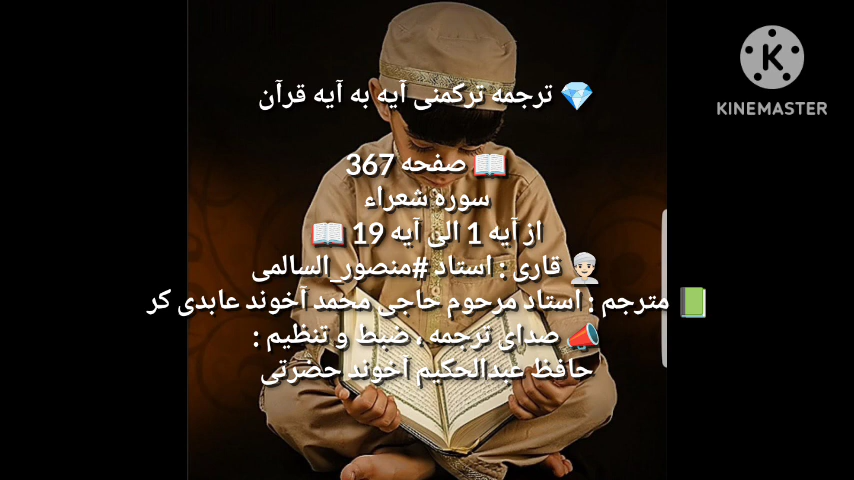 💎 ترجمه ترکمنی آیه به آیه قرآن
📖 صفحه 367
سوره شعراء
از آیه 1 الی آیه 19 📖
👳🏻 قاری : استاد #منصور_السالمی
📗 مترجم : استاد مرحوم حاجی محمد آخوند عابدی کر
📣 صدای ترجمه ، ضبط و تنظیم :
حافظ عبدالحکیم آخوند حضرتی
KINEMASTER